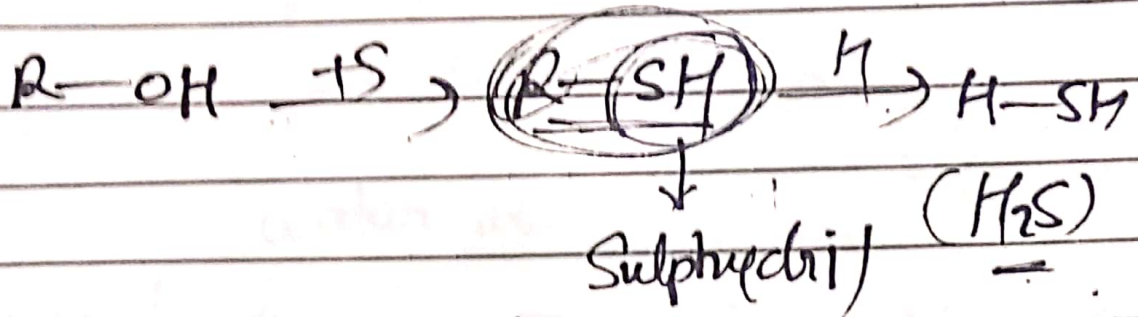 R—OH +S→ R—SH H→ H—SH
Sulphydril (H₂S)